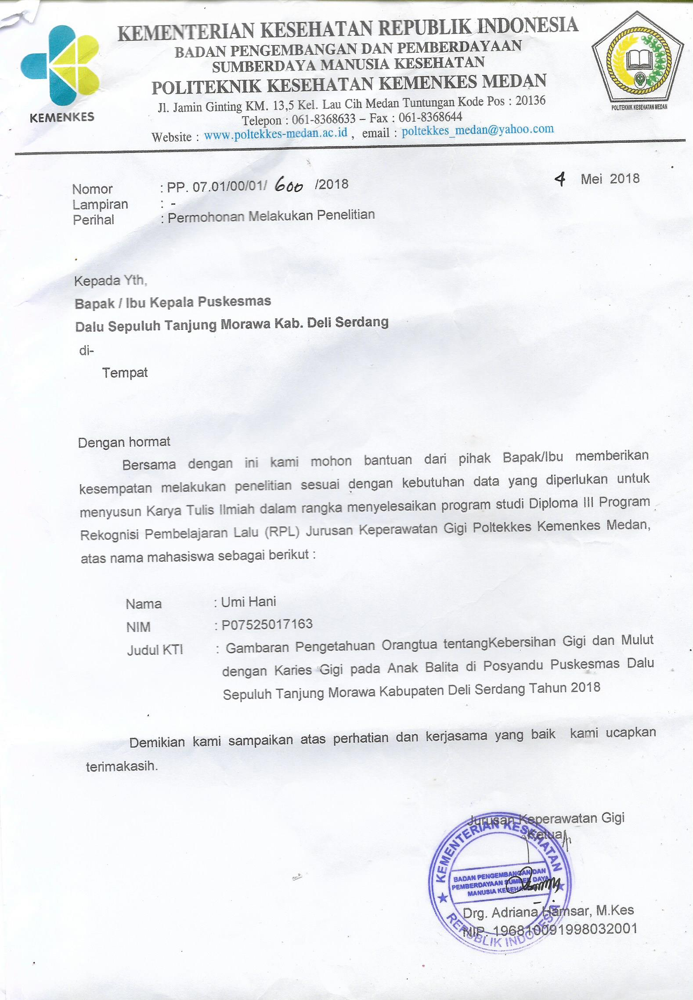 KEMENTERIAN KESEHATAN REPUBLIK INDONESIA
BADAN PENGEMBANGAN DAN PEMBERDAYAAN
SUMBERDAYA MANUSIA KESEHATAN
POLITEKNIK KESEHATAN KEMENKES MEDAN
Jl. Jamin Ginting KM. 13,5 Kel. Lau Cih Medan Tuntungan Kode Pos : 20136
Telepon : 061-8368633 – Fax : 061-8368644
Website : www.poltekkes-medan.ac.id , email : poltekkes_medan@yahoo.com
KEMENKES
POLITEKNIK KESEHATAN MEDAN
Nomor : PP. 07.01/00/01/ 600 /2018
4 Mei 2018
Lampiran : -
Perihal : Permohonan Melakukan Penelitian
Kepada Yth,
Bapak / Ibu Kepala Puskesmas
Dalu Sepuluh Tanjung Morawa Kab. Deli Serdang
di-
Tempat
Dengan hormat
Bersama dengan ini kami mohon bantuan dari pihak Bapak/Ibu memberikan
kesempatan melakukan penelitian sesuai dengan kebutuhan data yang diperlukan untuk
menyusun Karya Tulis Ilmiah dalam rangka menyelesaikan program studi Diploma III Program
Rekognisi Pembelajaran Lalu (RPL) Jurusan Keperawatan Gigi Poltekkes Kemenkes Medan,
atas nama mahasiswa sebagai berikut :
Nama : Umi Hani
NIM : P07525017163
Judul KTI : Gambaran Pengetahuan Orangtua tentangKebersihan Gigi dan Mulut
dengan Karies Gigi pada Anak Balita di Posyandu Puskesmas Dalu
Sepuluh Tanjung Morawa Kabupaten Deli Serdang Tahun 2018
Demikian kami sampaikan atas perhatian dan kerjasama yang baik kami ucapkan
terimakasih.
Jurusan Keperawatan Gigi
Ketua
KEMENTERIAN KESEHATAN
BADAN PENGEMBANGAN DAN
PEMBERDAYAAN SUMBER DAYA
MANUSIA KESEHATAN
REPUBLIK INDONESIA
Drg. Adriana Hamsar, M.Kes
NIP. 196810091998032001